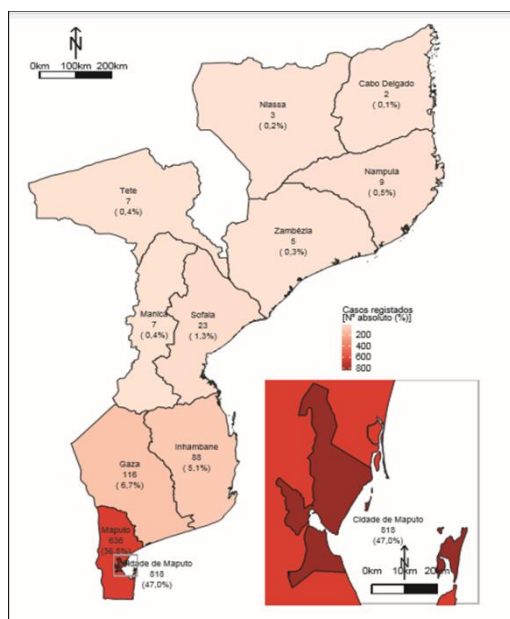 N
0km 100km 200km
Cabo Delgado
2
( 0,1%)
Niassa
3
( 0,2%)
Nampula
9
( 0,5%)
Tete
7
( 0,4%)
Zambézia
5
( 0,3%)
Manica
7
( 0,4%)
Sofala
23
( 1,3%)
Casos registados
[Nº absoluto (%)]
200
400
600
800
Inhambane
88
( 5,1%)
Gaza
116
( 6,7%)
Maputo
636
Cidade de Maputo
818
(47,0%)
Cidade de Maputo
818
(47,0%)
N
0km 10km 20km